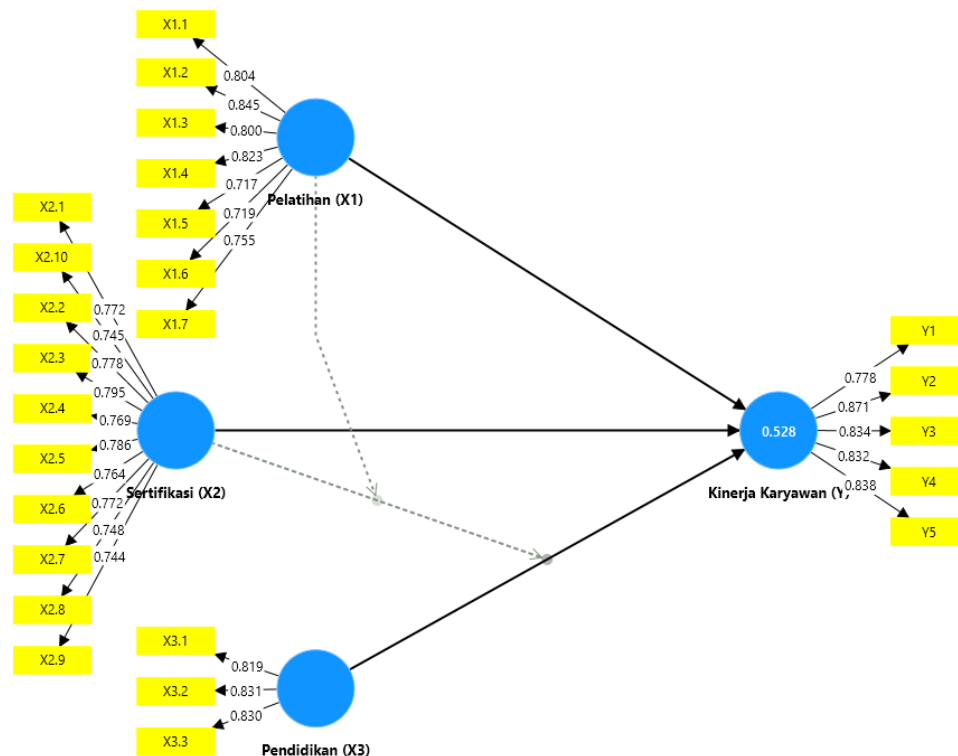 X1.1
X1.2
X1.3
X1.4
X1.5
X1.6
X1.7
0.804
0.845
0.800
0.823
0.717
0.719
0.755
Pelatihan (X1)
X2.1
X2.10
X2.2
X2.3
X2.4
X2.5
X2.6
X2.7
X2.8
X2.9
0.772
0.745
0.778
0.795
0.769
0.786
0.764
0.772
0.748
0.744
Sertifikasi (X2)
X3.1
X3.2
X3.3
0.819
0.831
0.830
Pendidikan (X3)
0.528
Kinerja Karyawan (Y)
0.778
0.871
0.834
0.832
0.838
Y1
Y2
Y3
Y4
Y5